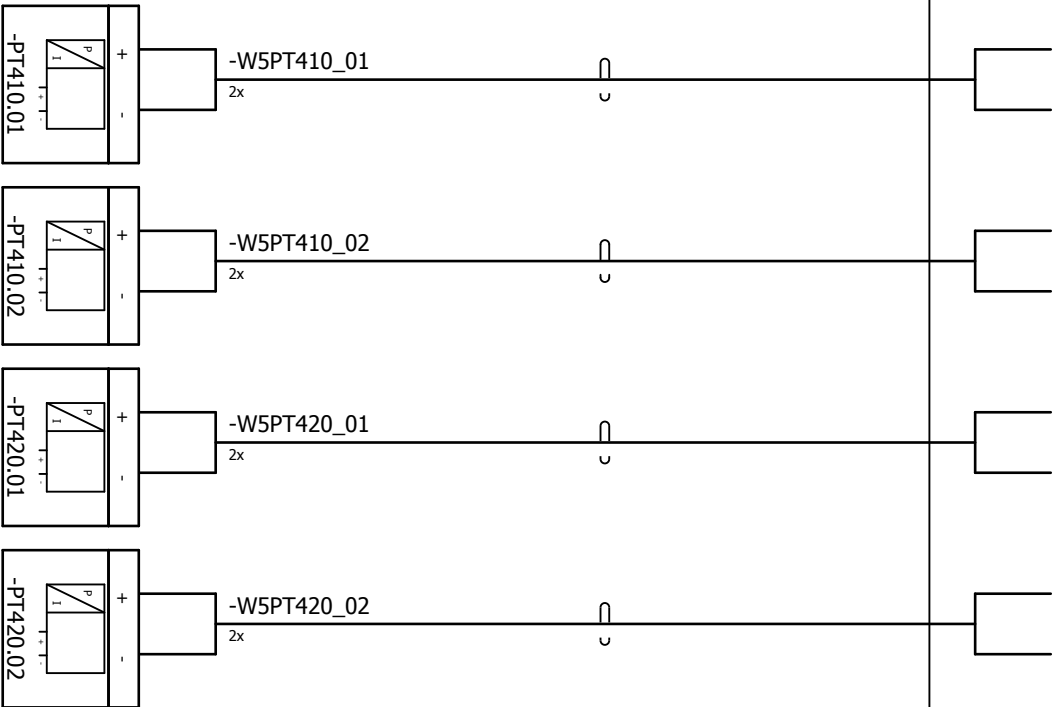 -PT410.01
P
I
+
-
+
-
-W5PT410_01
2x
-PT410.02
P
I
+
-
+
-
-W5PT410_02
2x
-PT420.01
P
I
+
-
+
-
-W5PT420_01
2x
-PT420.02
P
I
+
-
+
-
-W5PT420_02
2x